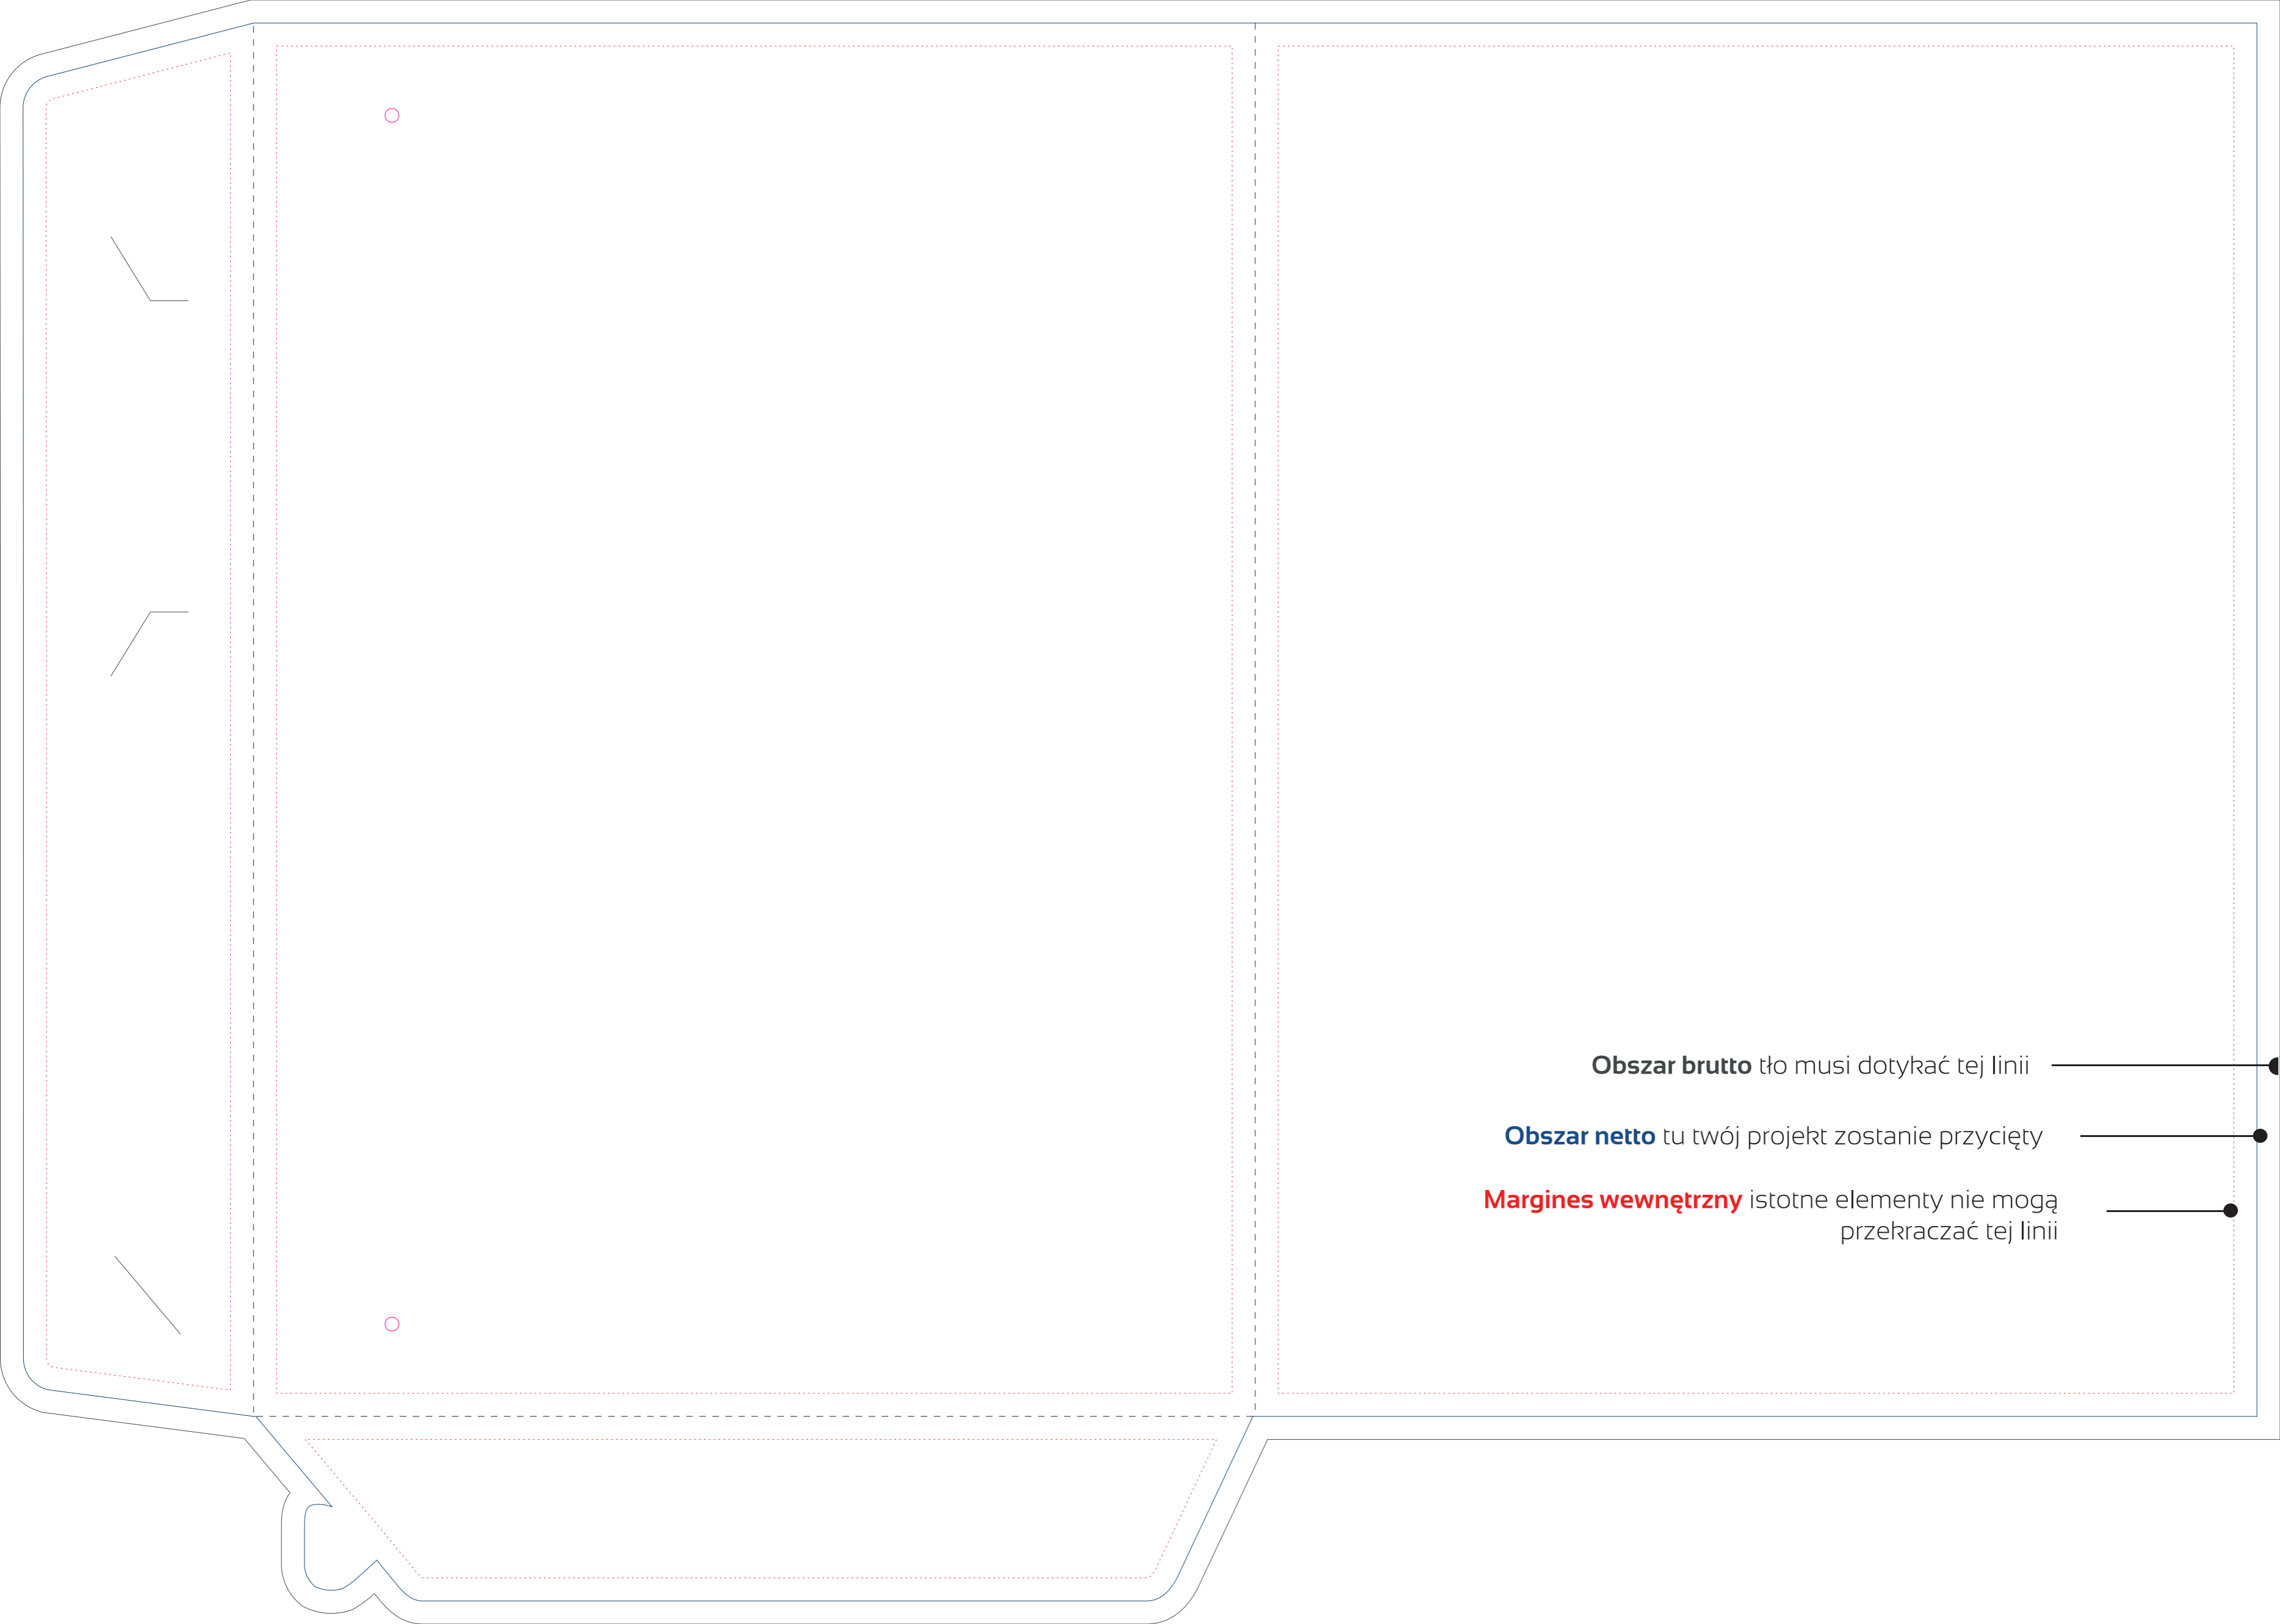 Obszar brutto tło musi dotykać tej linii
Obszar netto tu twój projekt zostanie przycięty
Margines wewnętrzny istotne elementy nie mogą
przekraczać tej linii